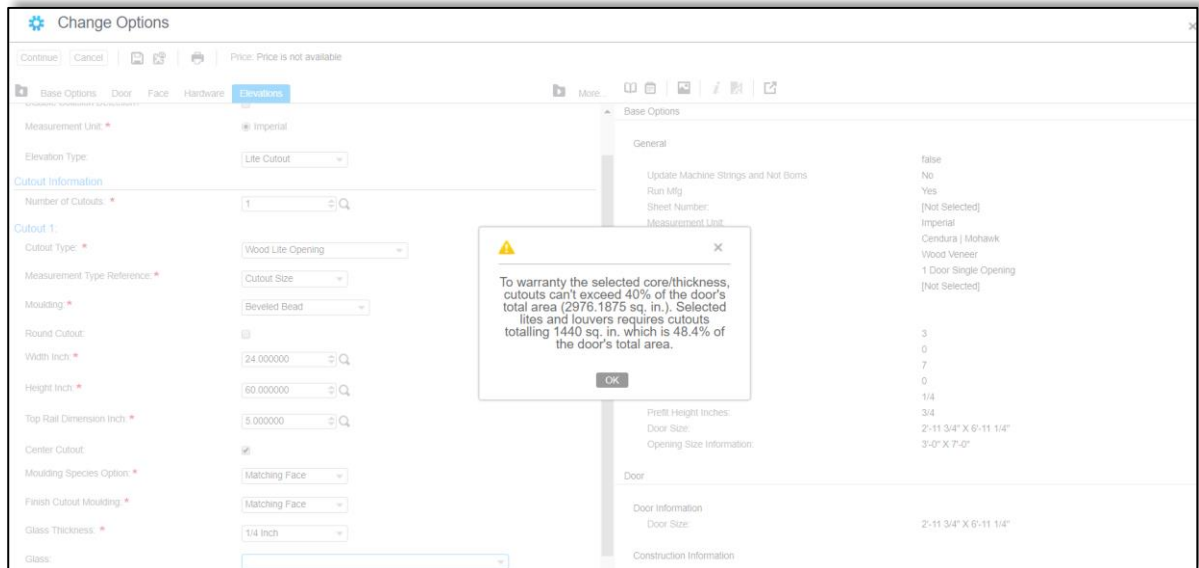 Change Options
Continue Cancel Price: Price is not available
Base Options Door Face Hardware Elevations More...
Measurement Unit: * Imperial
Elevation Type: Lite Cutout
Cutout Information
Number of Cutouts: * 1
Cutout 1:
Cutout Type: * Wood Lite Opening
Measurement Type Reference: * Cutout Size
Moulding: * Beveled Bead
Round Cutout:
Width Inch: * 24.000000
Height Inch: * 60.000000
Top Rail Dimension Inch: * 5.000000
Center Cutout:
Moulding Species Option: * Matching Face
Finish Cutout Moulding: * Matching Face
Glass Thickness: * 1/4 Inch
Glass:
Base Options
General
false
Update Machine Strings and Not Boms No
Run Mfg Yes
Sheet Number: [Not Selected]
Measurement Unit: Imperial
Cendura | Mohawk
Wood Veneer
1 Door Single Opening
[Not Selected]
3
0
7
0
1/4
Prefit Height Inches: 3/4
Door Size: 2'-11 3/4" X 6'-11 1/4"
Opening Size Information: 3'-0" X 7'-0"
Door
Door Information
Door Size: 2'-11 3/4" X 6'-11 1/4"
Construction Information
To warranty the selected core/thickness,
cutouts can't exceed 40% of the door's
total area (2976.1875 sq. in.). Selected
lites and louvers requires cutouts
totalling 1440 sq. in. which is 48.4% of
the door's total area.
OK